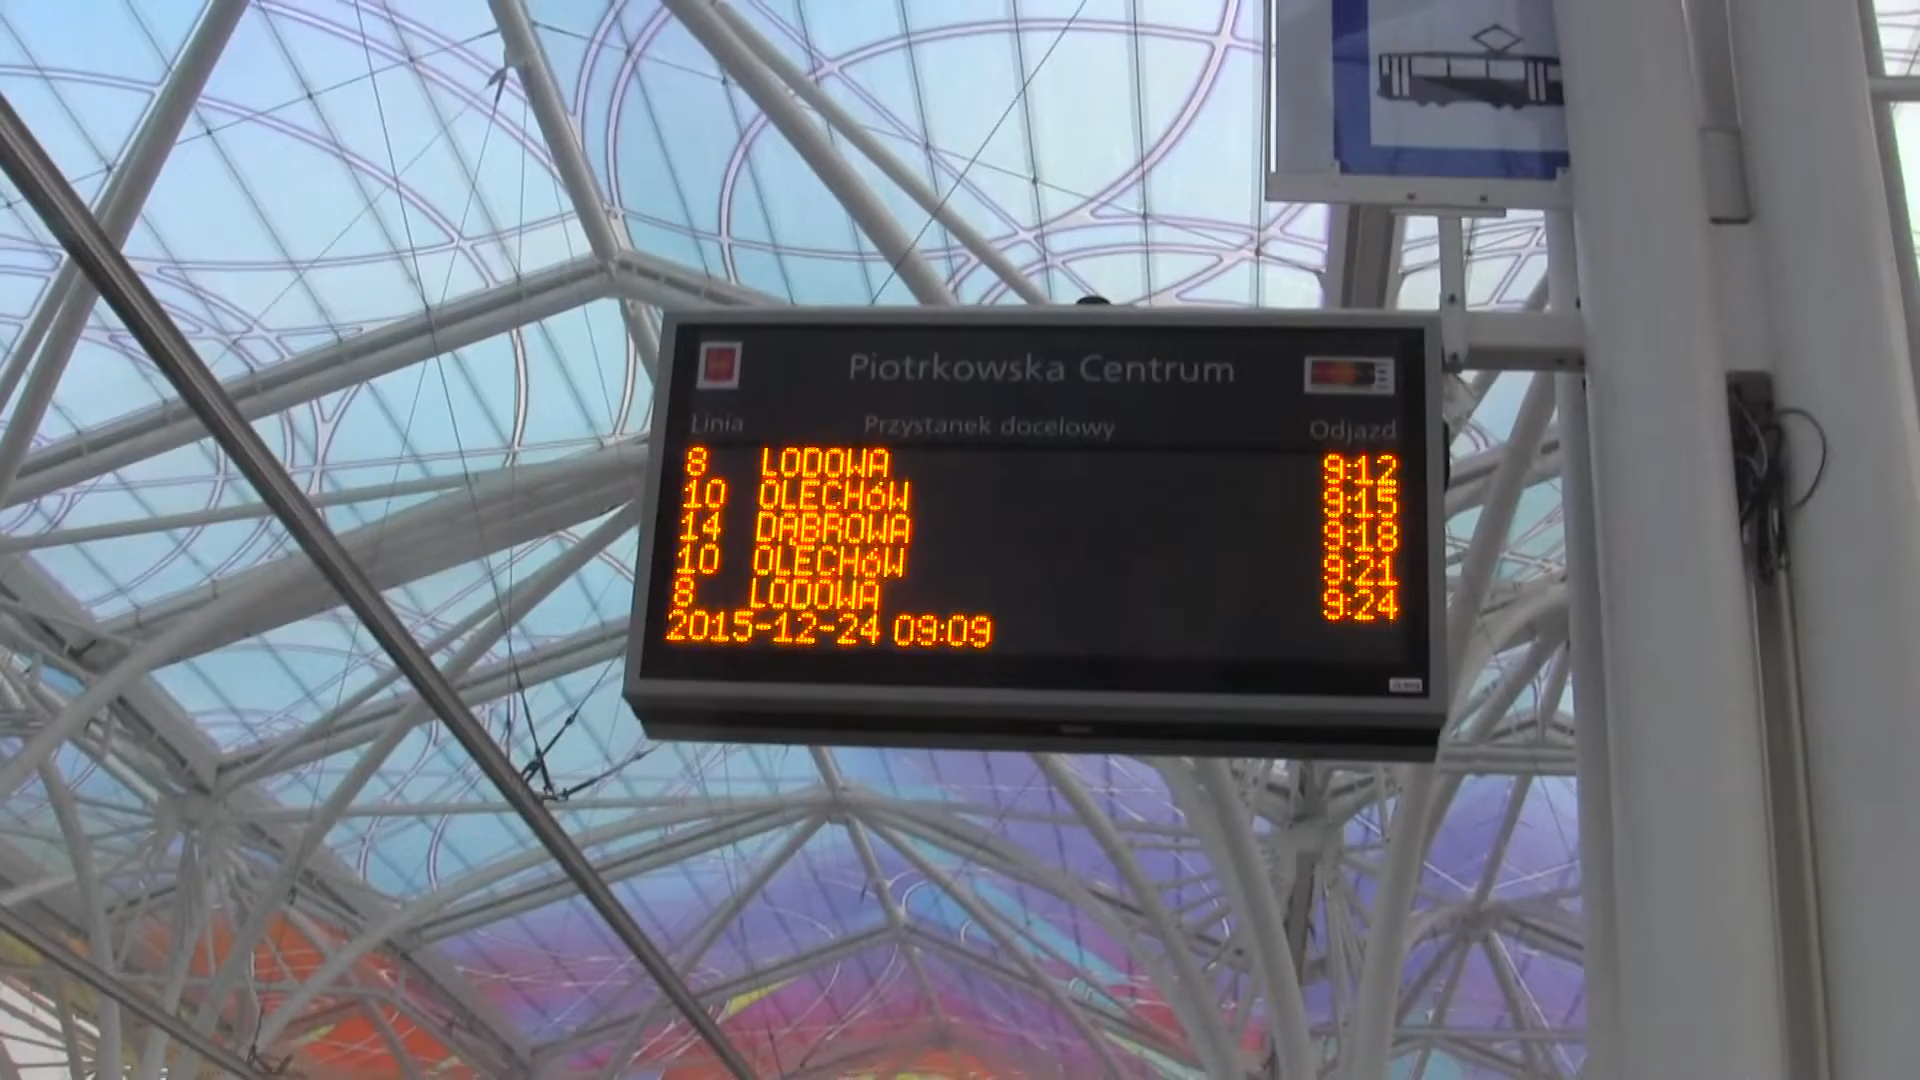 Piotrkowska Centrum
Linia Przystanek docelowy Odjazd
8 LODOWA 9:12
10 OLECHóW 9:15
14 DĄBROWA 9:18
10 OLECHóW 9:21
8 LODOWA 9:24
2015-12-24 09:09